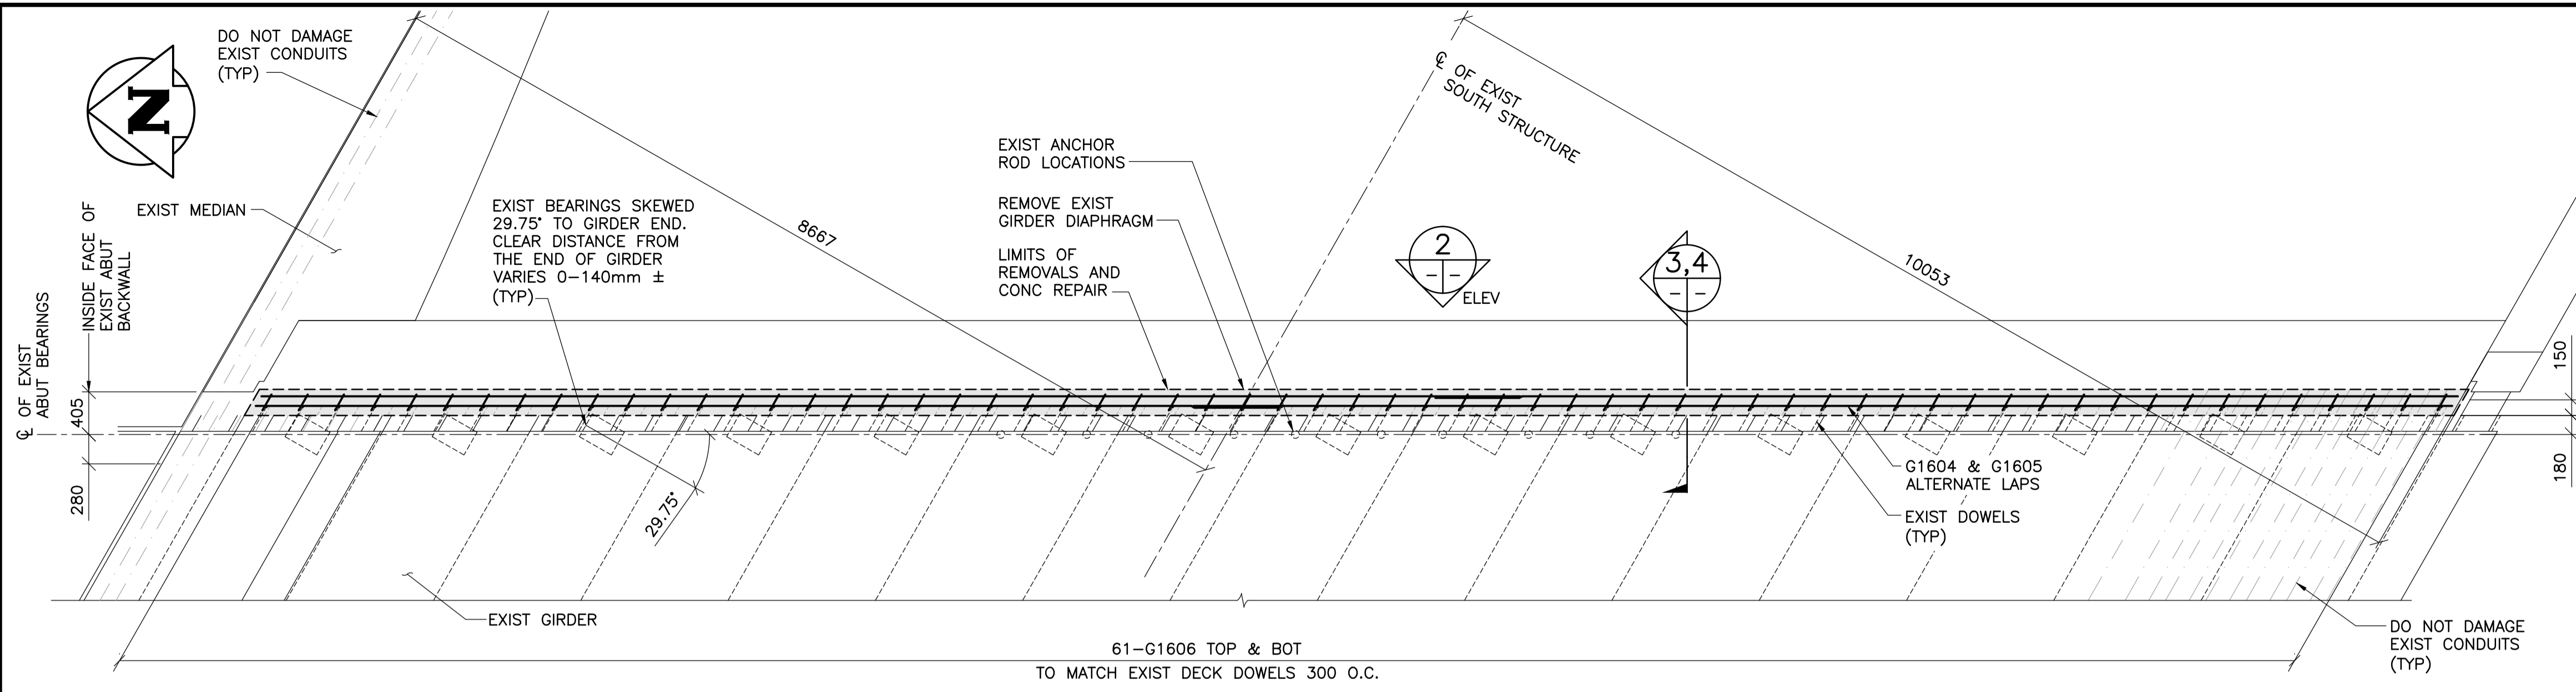 DO NOT DAMAGE
EXIST CONDUITS
(TYP)
N
EXIST MEDIAN
INSIDE FACE OF
EXIST ABUT
BACKWALL
℄ OF EXIST
ABUT BEARINGS
405
280
EXIST BEARINGS SKEWED
29.75° TO GIRDER END.
CLEAR DISTANCE FROM
THE END OF GIRDER
VARIES 0-140mm ±
(TYP)
8667
EXIST ANCHOR
ROD LOCATIONS
REMOVE EXIST
GIRDER DIAPHRAGM
LIMITS OF
REMOVALS AND
CONC REPAIR
℄ OF EXIST
SOUTH STRUCTURE
2
- -
ELEV
3,4
- -
10053
150
180
29.75°
G1604 & G1605
ALTERNATE LAPS
EXIST DOWELS
(TYP)
EXIST GIRDER
61-G1606 TOP & BOT
TO MATCH EXIST DECK DOWELS 300 O.C.
DO NOT DAMAGE
EXIST CONDUITS
(TYP)